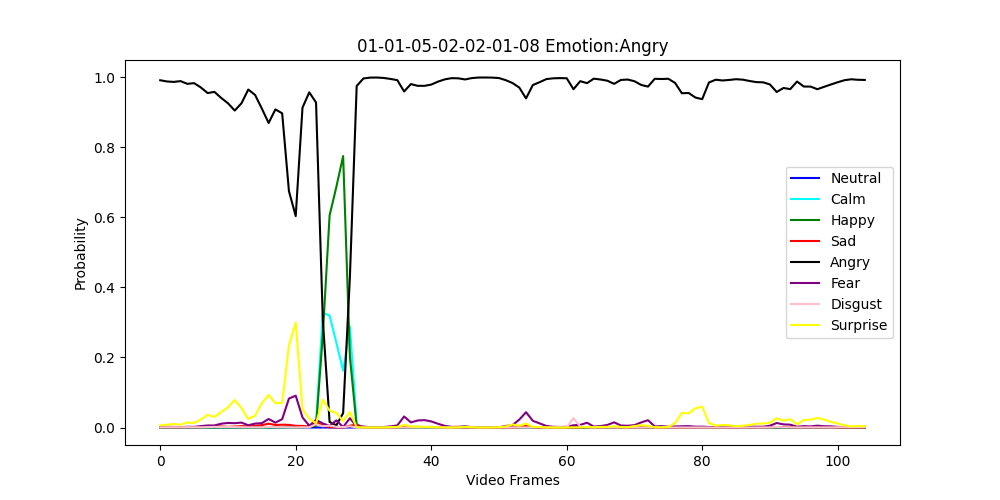 01-01-05-02-02-01-08 Emotion:Angry
1.0
0.8
0.6
0.4
0.2
0.0
Probability
0 20 40 60 80 100
Video Frames
Neutral
Calm
Happy
Sad
Angry
Fear
Disgust
Surprise